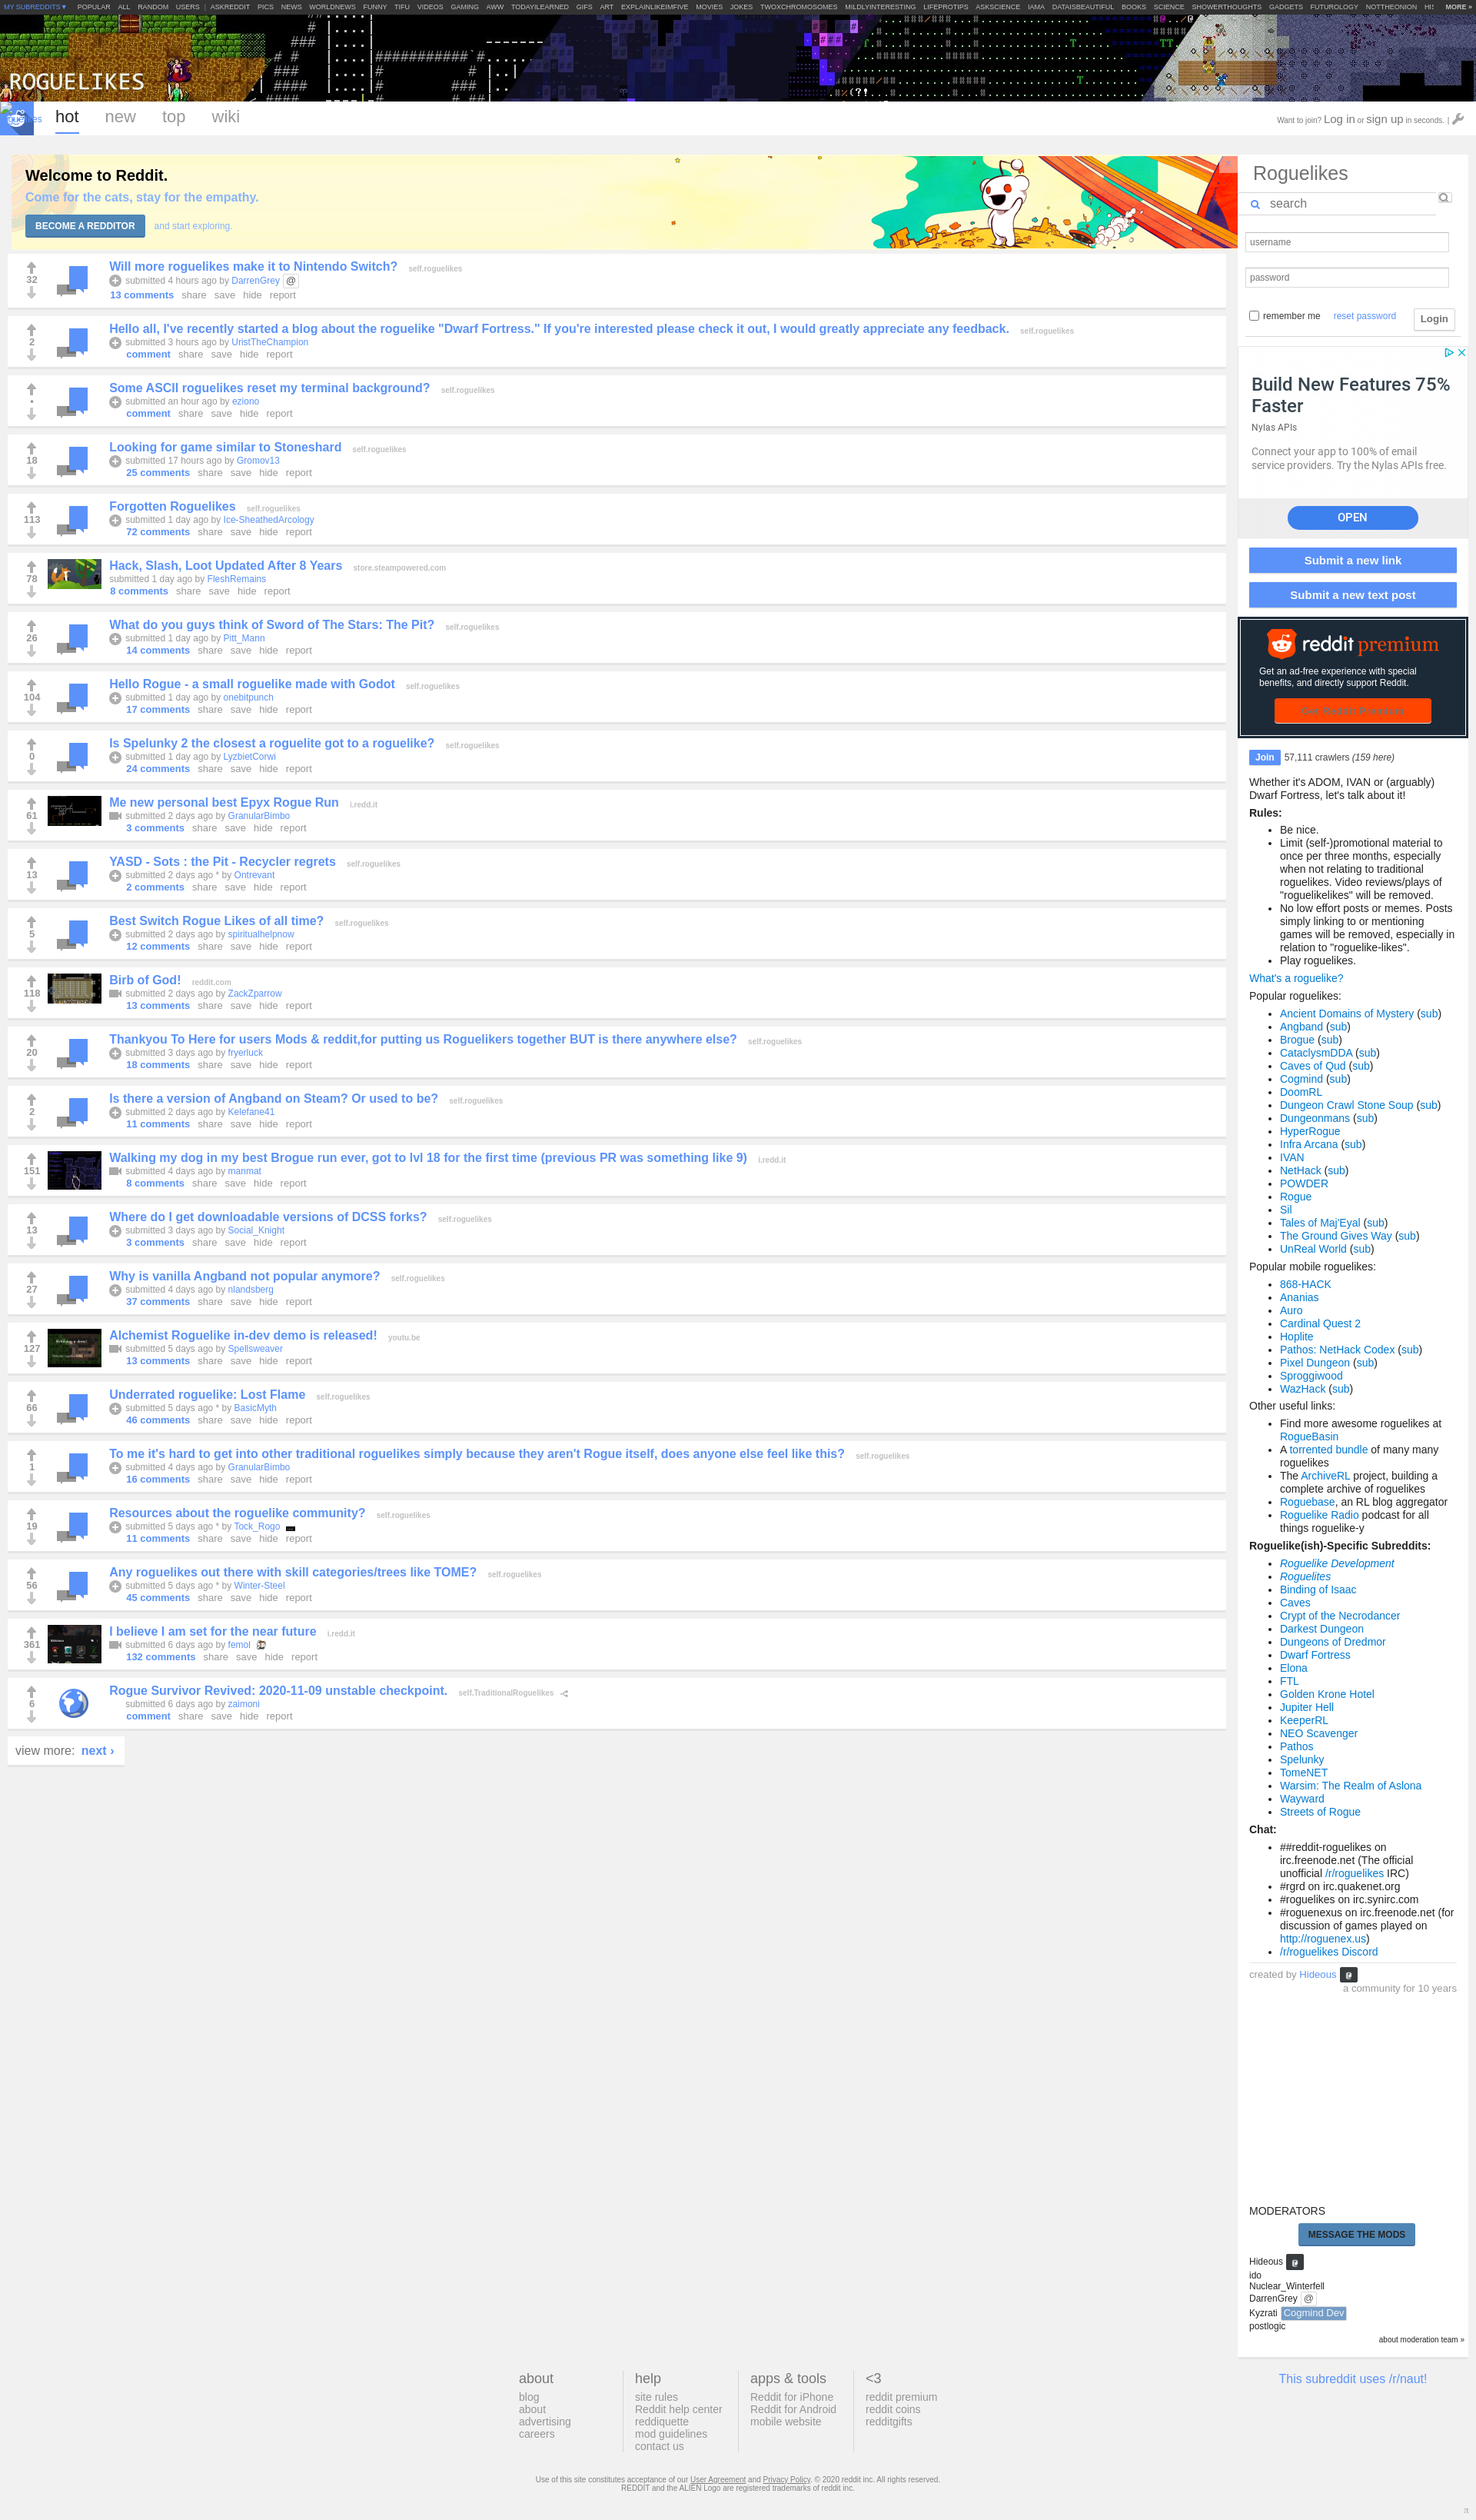 MY SUBREDDITS ▼ POPULAR ALL RANDOM USERS | ASKREDDIT PICS NEWS WORLDNEWS FUNNY TIFU VIDEOS GAMING AWW TODAYILEARNED GIFS ART EXPLAINLIKEIMFIVE MOVIES JOKES TWOXCHROMOSOMES MILDLYINTERESTING LIFEPROTIPS ASKSCIENCE IAMA DATAISBEAUTIFUL BOOKS SCIENCE SHOWERTHOUGHTS GADGETS FUTUROLOGY NOTTHEONION HIS MORE »
ROGUELIKES
hot new top wiki
Want to join? Log in or sign up in seconds. |
Welcome to Reddit.
Come for the cats, stay for the empathy.
BECOME A REDDITOR and start exploring.
32
Will more roguelikes make it to Nintendo Switch? self.roguelikes
submitted 4 hours ago by DarrenGrey @
13 comments share save hide report
2
Hello all, I've recently started a blog about the roguelike "Dwarf Fortress." If you're interested please check it out, I would greatly appreciate any feedback. self.roguelikes
submitted 3 hours ago by UristTheChampion
comment share save hide report
•
Some ASCII roguelikes reset my terminal background? self.roguelikes
submitted an hour ago by eziono
comment share save hide report
18
Looking for game similar to Stoneshard self.roguelikes
submitted 17 hours ago by Gromov13
25 comments share save hide report
113
Forgotten Roguelikes self.roguelikes
submitted 1 day ago by Ice-SheathedArcology
72 comments share save hide report
78
Hack, Slash, Loot Updated After 8 Years store.steampowered.com
submitted 1 day ago by FleshRemains
8 comments share save hide report
26
What do you guys think of Sword of The Stars: The Pit? self.roguelikes
submitted 1 day ago by Pitt_Mann
14 comments share save hide report
104
Hello Rogue - a small roguelike made with Godot self.roguelikes
submitted 1 day ago by onebitpunch
17 comments share save hide report
0
Is Spelunky 2 the closest a roguelite got to a roguelike? self.roguelikes
submitted 1 day ago by LyzbietCorwi
24 comments share save hide report
61
Me new personal best Epyx Rogue Run i.redd.it
submitted 2 days ago by GranularBimbo
3 comments share save hide report
13
YASD - Sots : the Pit - Recycler regrets self.roguelikes
submitted 2 days ago * by Ontrevant
2 comments share save hide report
5
Best Switch Rogue Likes of all time? self.roguelikes
submitted 2 days ago by spiritualhelpnow
12 comments share save hide report
118
Birb of God! reddit.com
submitted 2 days ago by ZackZparrow
13 comments share save hide report
20
Thankyou To Here for users Mods & reddit,for putting us Roguelikers together BUT is there anywhere else? self.roguelikes
submitted 3 days ago by fryerluck
18 comments share save hide report
2
Is there a version of Angband on Steam? Or used to be? self.roguelikes
submitted 2 days ago by Kelefane41
11 comments share save hide report
151
Walking my dog in my best Brogue run ever, got to lvl 18 for the first time (previous PR was something like 9) i.redd.it
submitted 4 days ago by manmat
8 comments share save hide report
13
Where do I get downloadable versions of DCSS forks? self.roguelikes
submitted 3 days ago by Social_Knight
3 comments share save hide report
27
Why is vanilla Angband not popular anymore? self.roguelikes
submitted 4 days ago by nlandsberg
37 comments share save hide report
127
Alchemist Roguelike in-dev demo is released! youtu.be
submitted 5 days ago by Spellsweaver
13 comments share save hide report
66
Underrated roguelike: Lost Flame self.roguelikes
submitted 5 days ago * by BasicMyth
46 comments share save hide report
1
To me it's hard to get into other traditional roguelikes simply because they aren't Rogue itself, does anyone else feel like this? self.roguelikes
submitted 4 days ago by GranularBimbo
16 comments share save hide report
19
Resources about the roguelike community? self.roguelikes
submitted 5 days ago * by Tock_Rogo
11 comments share save hide report
56
Any roguelikes out there with skill categories/trees like TOME? self.roguelikes
submitted 5 days ago * by Winter-Steel
45 comments share save hide report
361
I believe I am set for the near future i.redd.it
submitted 6 days ago by femol
132 comments share save hide report
6
Rogue Survivor Revived: 2020-11-09 unstable checkpoint. self.TraditionalRoguelikes
submitted 6 days ago by zaimoni
comment share save hide report
view more: next ›
Roguelikes
search
username
password
remember me reset password Login
Build New Features 75%
Faster
Nylas APIs
Connect your app to 100% of email
service providers. Try the Nylas APIs free.
OPEN
Submit a new link
Submit a new text post
reddit premium
Get an ad-free experience with special
benefits, and directly support Reddit.
Get Reddit Premium
Join 57,111 crawlers (159 here)
Whether it's ADOM, IVAN or (arguably)
Dwarf Fortress, let's talk about it!
Rules:
Be nice.
Limit (self-)promotional material to
once per three months, especially
when not relating to traditional
roguelikes. Video reviews/plays of
"roguelikelikes" will be removed.
No low effort posts or memes. Posts
simply linking to or mentioning
games will be removed, especially in
relation to "roguelike-likes".
Play roguelikes.
What's a roguelike?
Popular roguelikes:
Ancient Domains of Mystery (sub)
Angband (sub)
Brogue (sub)
CataclysmDDA (sub)
Caves of Qud (sub)
Cogmind (sub)
DoomRL
Dungeon Crawl Stone Soup (sub)
Dungeonmans (sub)
HyperRogue
Infra Arcana (sub)
IVAN
NetHack (sub)
POWDER
Rogue
Sil
Tales of Maj'Eyal (sub)
The Ground Gives Way (sub)
UnReal World (sub)
Popular mobile roguelikes:
868-HACK
Ananias
Auro
Cardinal Quest 2
Hoplite
Pathos: NetHack Codex (sub)
Pixel Dungeon (sub)
Sproggiwood
WazHack (sub)
Other useful links:
Find more awesome roguelikes at
RogueBasin
A torrented bundle of many many
roguelikes
The ArchiveRL project, building a
complete archive of roguelikes
Roguebase, an RL blog aggregator
Roguelike Radio podcast for all
things roguelike-y
Roguelike(ish)-Specific Subreddits:
Roguelike Development
Roguelites
Binding of Isaac
Caves
Crypt of the Necrodancer
Darkest Dungeon
Dungeons of Dredmor
Dwarf Fortress
Elona
FTL
Golden Krone Hotel
Jupiter Hell
KeeperRL
NEO Scavenger
Pathos
Spelunky
TomeNET
Warsim: The Realm of Aslona
Wayward
Streets of Rogue
Chat:
##reddit-roguelikes on
irc.freenode.net (The official
unofficial /r/roguelikes IRC)
#rgrd on irc.quakenet.org
#roguelikes on irc.synirc.com
#roguenexus on irc.freenode.net (for
discussion of games played on
http://roguenex.us)
/r/roguelikes Discord
created by Hideous @
a community for 10 years
MODERATORS
MESSAGE THE MODS
Hideous @
ido
Nuclear_Winterfell
DarrenGrey @
Kyzrati Cogmind Dev
postlogic
about moderation team »
This subreddit uses /r/naut!
about
blog
about
advertising
careers
help
site rules
Reddit help center
reddiquette
mod guidelines
contact us
apps & tools
Reddit for iPhone
Reddit for Android
mobile website
<3
reddit premium
reddit coins
redditgifts
Use of this site constitutes acceptance of our User Agreement and Privacy Policy. © 2020 reddit inc. All rights reserved.
REDDIT and the ALIEN Logo are registered trademarks of reddit inc.
π